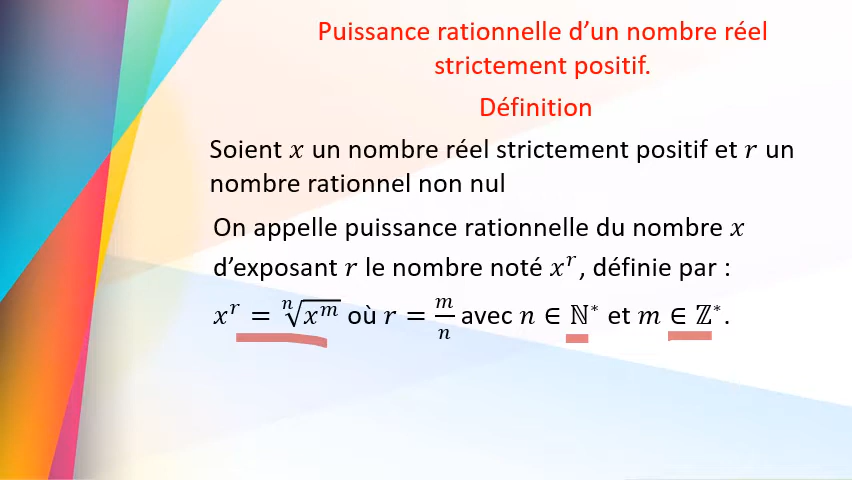 Puissance rationnelle d’un nombre réel
strictement positif.
Définition
Soient 𝑥 un nombre réel strictement positif et 𝑟 un
nombre rationnel non nul
On appelle puissance rationnelle du nombre 𝑥
d’exposant 𝑟 le nombre noté 𝑥^𝑟, définie par :
𝑥^𝑟 = ⁿ√(𝑥^𝑚) où 𝑟 = 𝑚/𝑛 avec 𝑛 ∈ ℕ* et 𝑚 ∈ ℤ*.